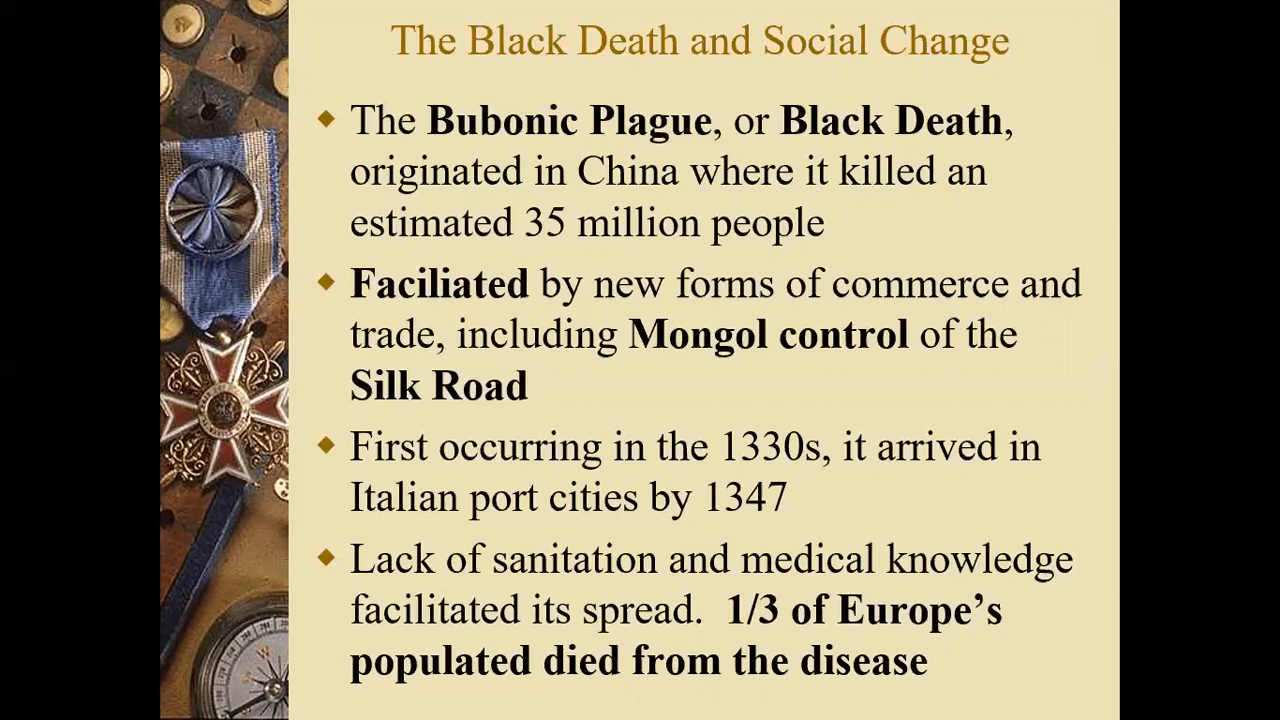 The Black Death and Social Change
The Bubonic Plague, or Black Death,
originated in China where it killed an
estimated 35 million people
Faciliated by new forms of commerce and
trade, including Mongol control of the
Silk Road
First occurring in the 1330s, it arrived in
Italian port cities by 1347
Lack of sanitation and medical knowledge
facilitated its spread.  1/3 of Europe's
populated died from the disease